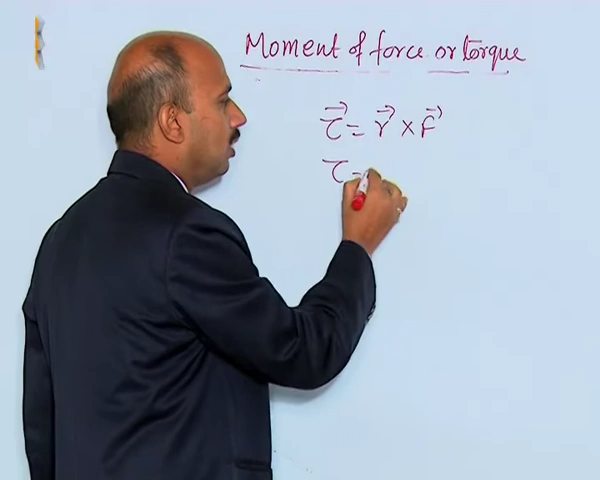 Moment of force or torque
τ⃗ = r⃗ × F⃗
τ =